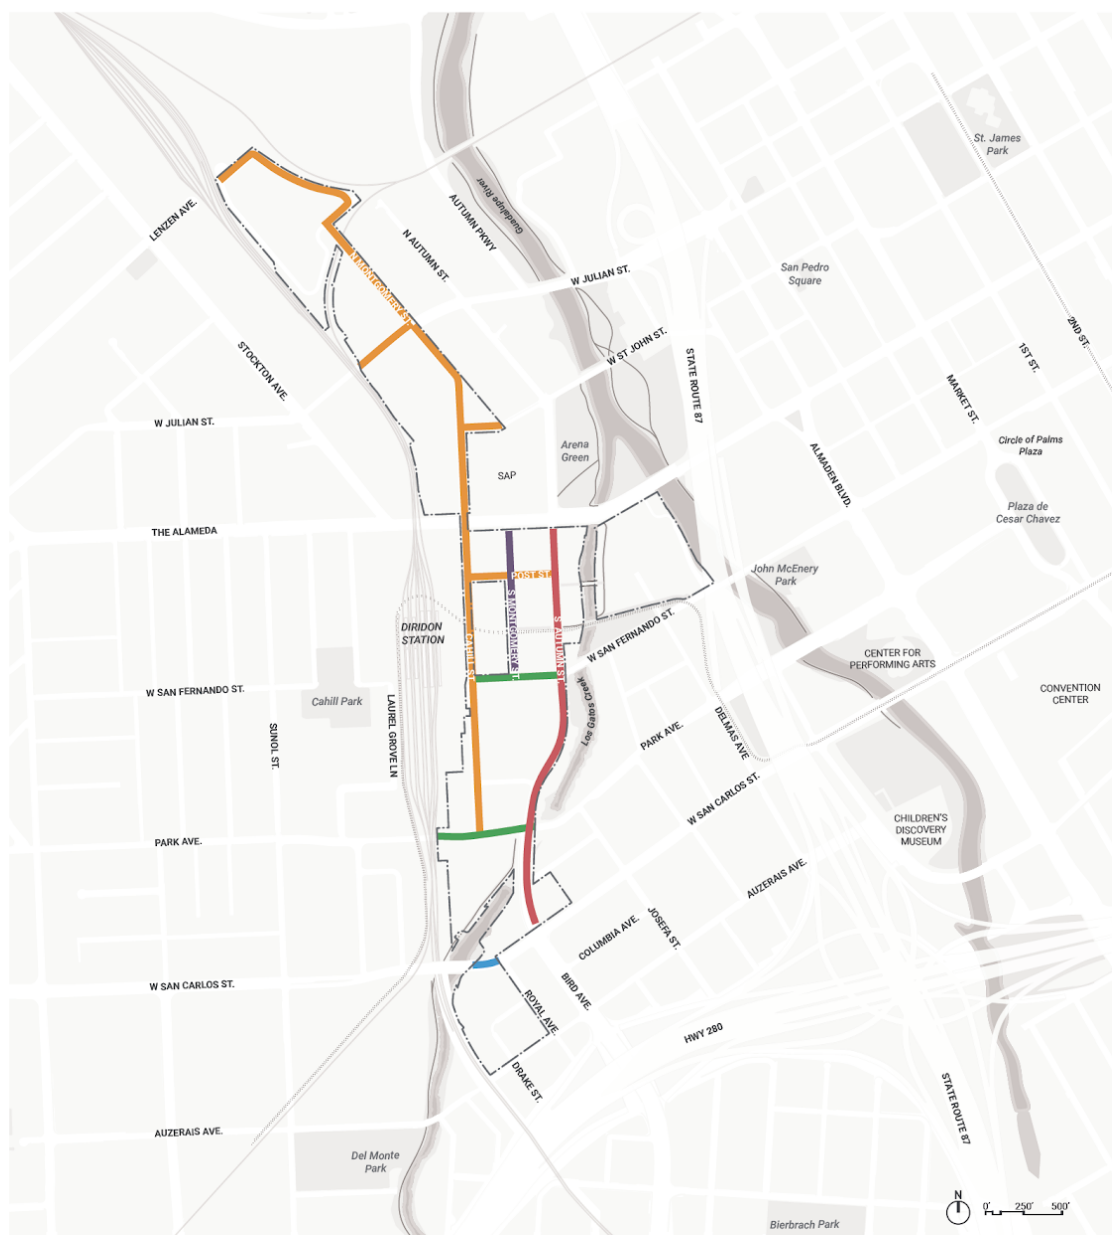 St. James
Park
Guadalupe River
LENZEN AVE.
AUTUMN PKWY
N AUTUMN ST.
W JULIAN ST.
San Pedro
Square
N MONTGOMERY ST.
W ST JOHN ST.
2ND ST.
1ST ST.
STOCKTON AVE.
STATE ROUTE 87
MARKET ST.
W JULIAN ST.
Arena
Green
ALMADEN BLVD.
Circle of Palms
Plaza
SAP
Plaza de
Cesar Chavez
THE ALAMEDA
POST ST.
John McEnery
Park
S MONTGOMERY ST.
S AUTUMN ST.
CAHILL ST.
DIRIDON
STATION
W SAN FERNANDO ST.
CENTER FOR
PERFORMING ARTS
W SAN FERNANDO ST.
Cahill Park
CONVENTION
CENTER
LAUREL GROVE LN
SUNOL ST.
Los Gatos Creek
PARK AVE.
DELMAS AVE
W SAN CARLOS ST.
PARK AVE.
CHILDREN'S
DISCOVERY
MUSEUM
AUZERAIS AVE.
COLUMBIA AVE.
JOSEFA ST.
W SAN CARLOS ST.
ROYAL AVE.
BIRD AVE.
HWY 280
DRAKE ST.
STATE ROUTE 87
AUZERAIS AVE.
Del Monte
Park
Bierbrach Park
N
0' 250' 500'